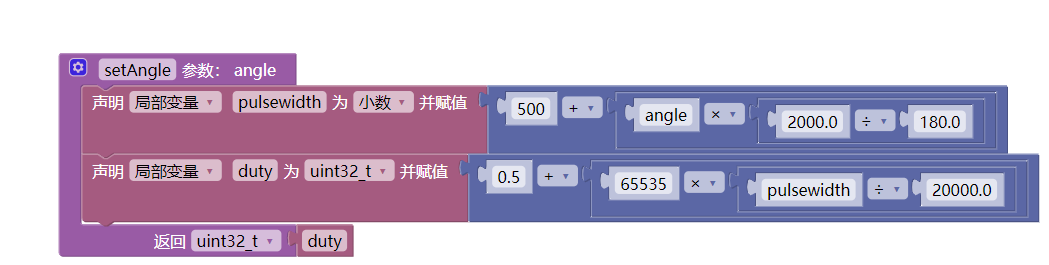 setAngle 参数： angle
声明 局部变量 pulsewidth 为 小数 并赋值 500 + angle × 2000.0 ÷ 180.0
声明 局部变量 duty 为 uint32_t 并赋值 0.5 + 65535 × pulsewidth ÷ 20000.0
返回 uint32_t duty